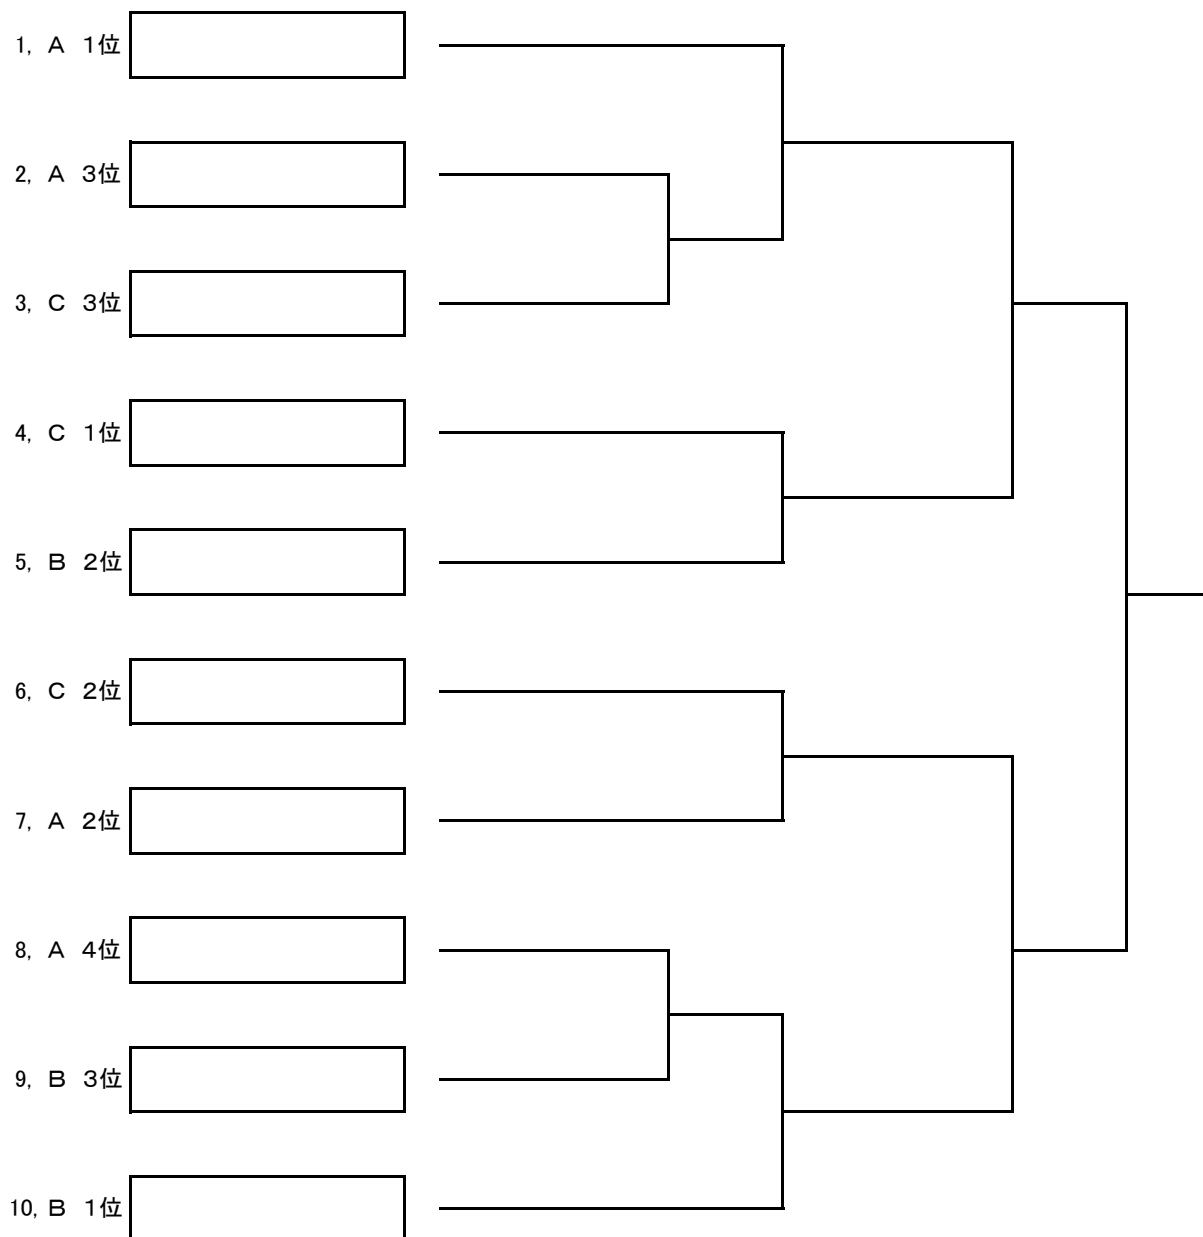 1, Ａ １位
2, Ａ ３位
3, Ｃ ３位
4, Ｃ １位
5, Ｂ ２位
6, Ｃ ２位
7, Ａ ２位
8, Ａ ４位
9, Ｂ ３位
10, Ｂ １位